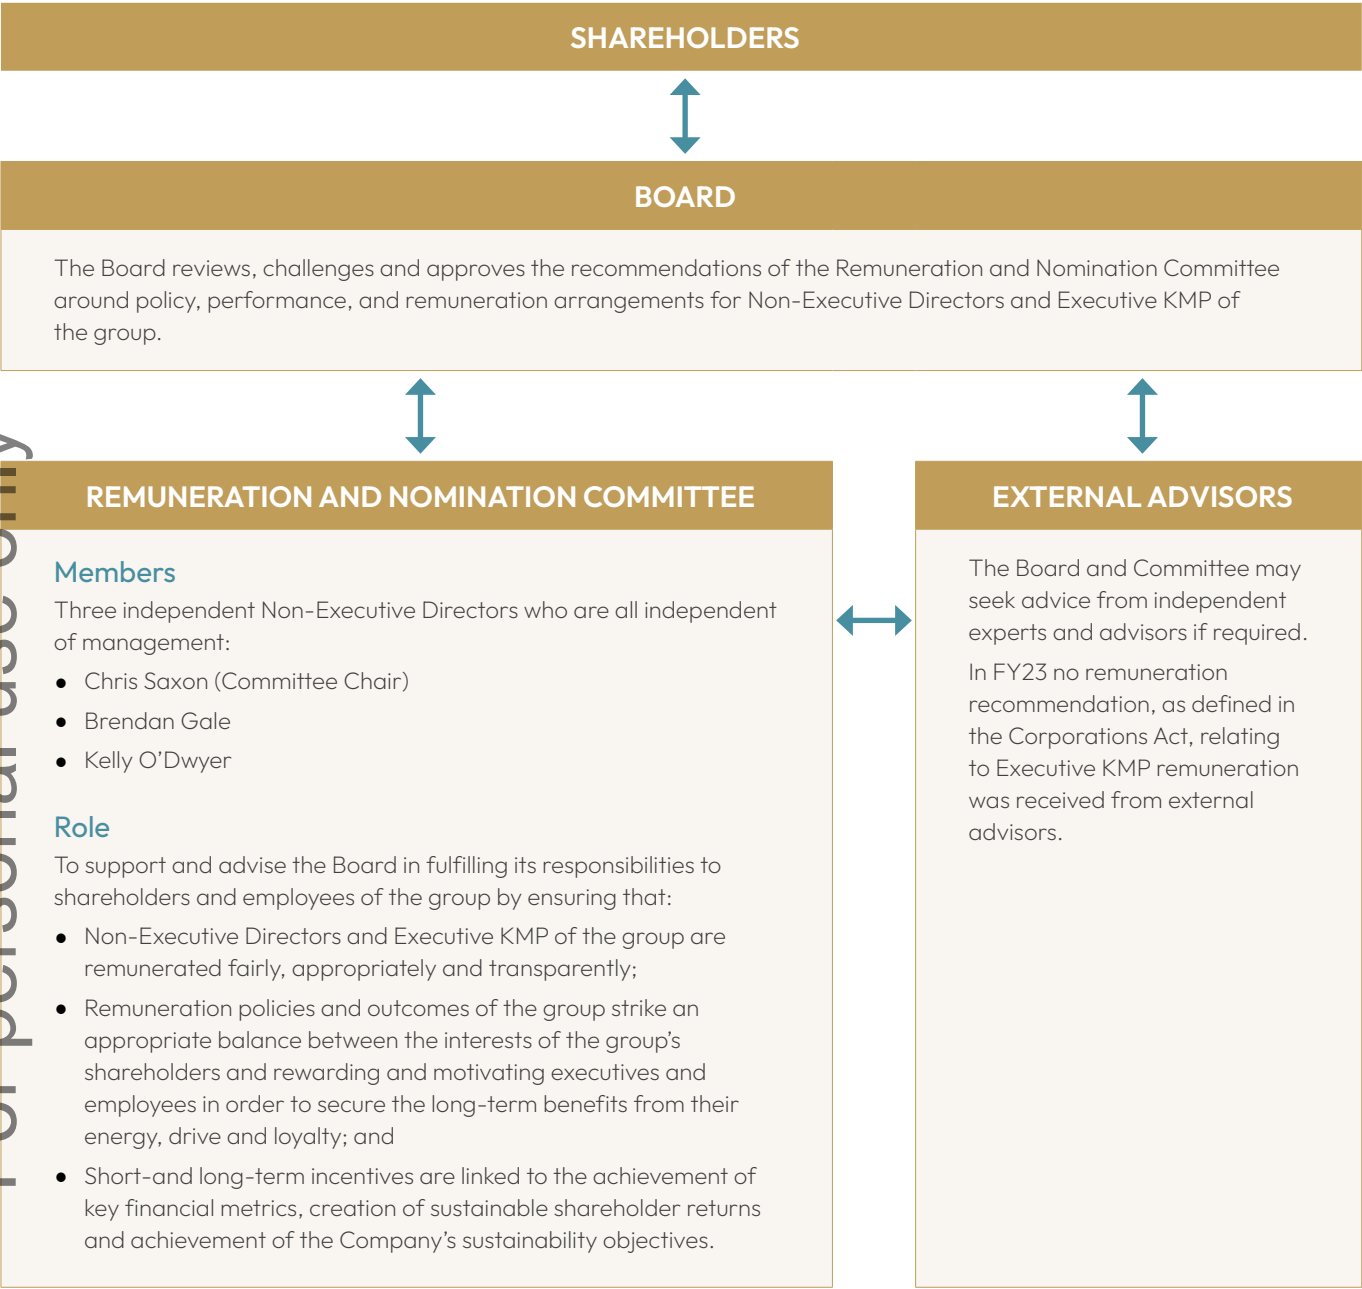 SHAREHOLDERS
BOARD
The Board reviews, challenges and approves the recommendations of the Remuneration and Nomination Committee
around policy, performance, and remuneration arrangements for Non-Executive Directors and Executive KMP of
the group.
REMUNERATION AND NOMINATION COMMITTEE
Members
Three independent Non-Executive Directors who are all independent
of management:
● Chris Saxon (Committee Chair)
● Brendan Gale
● Kelly O’Dwyer
Role
To support and advise the Board in fulfilling its responsibilities to
shareholders and employees of the group by ensuring that:
● Non-Executive Directors and Executive KMP of the group are
remunerated fairly, appropriately and transparently;
● Remuneration policies and outcomes of the group strike an
appropriate balance between the interests of the group’s
shareholders and rewarding and motivating executives and
employees in order to secure the long-term benefits from their
energy, drive and loyalty; and
● Short-and long-term incentives are linked to the achievement of
key financial metrics, creation of sustainable shareholder returns
and achievement of the Company’s sustainability objectives.
EXTERNAL ADVISORS
The Board and Committee may
seek advice from independent
experts and advisors if required.
In FY23 no remuneration
recommendation, as defined in
the Corporations Act, relating
to Executive KMP remuneration
was received from external
advisors.
For personal use only